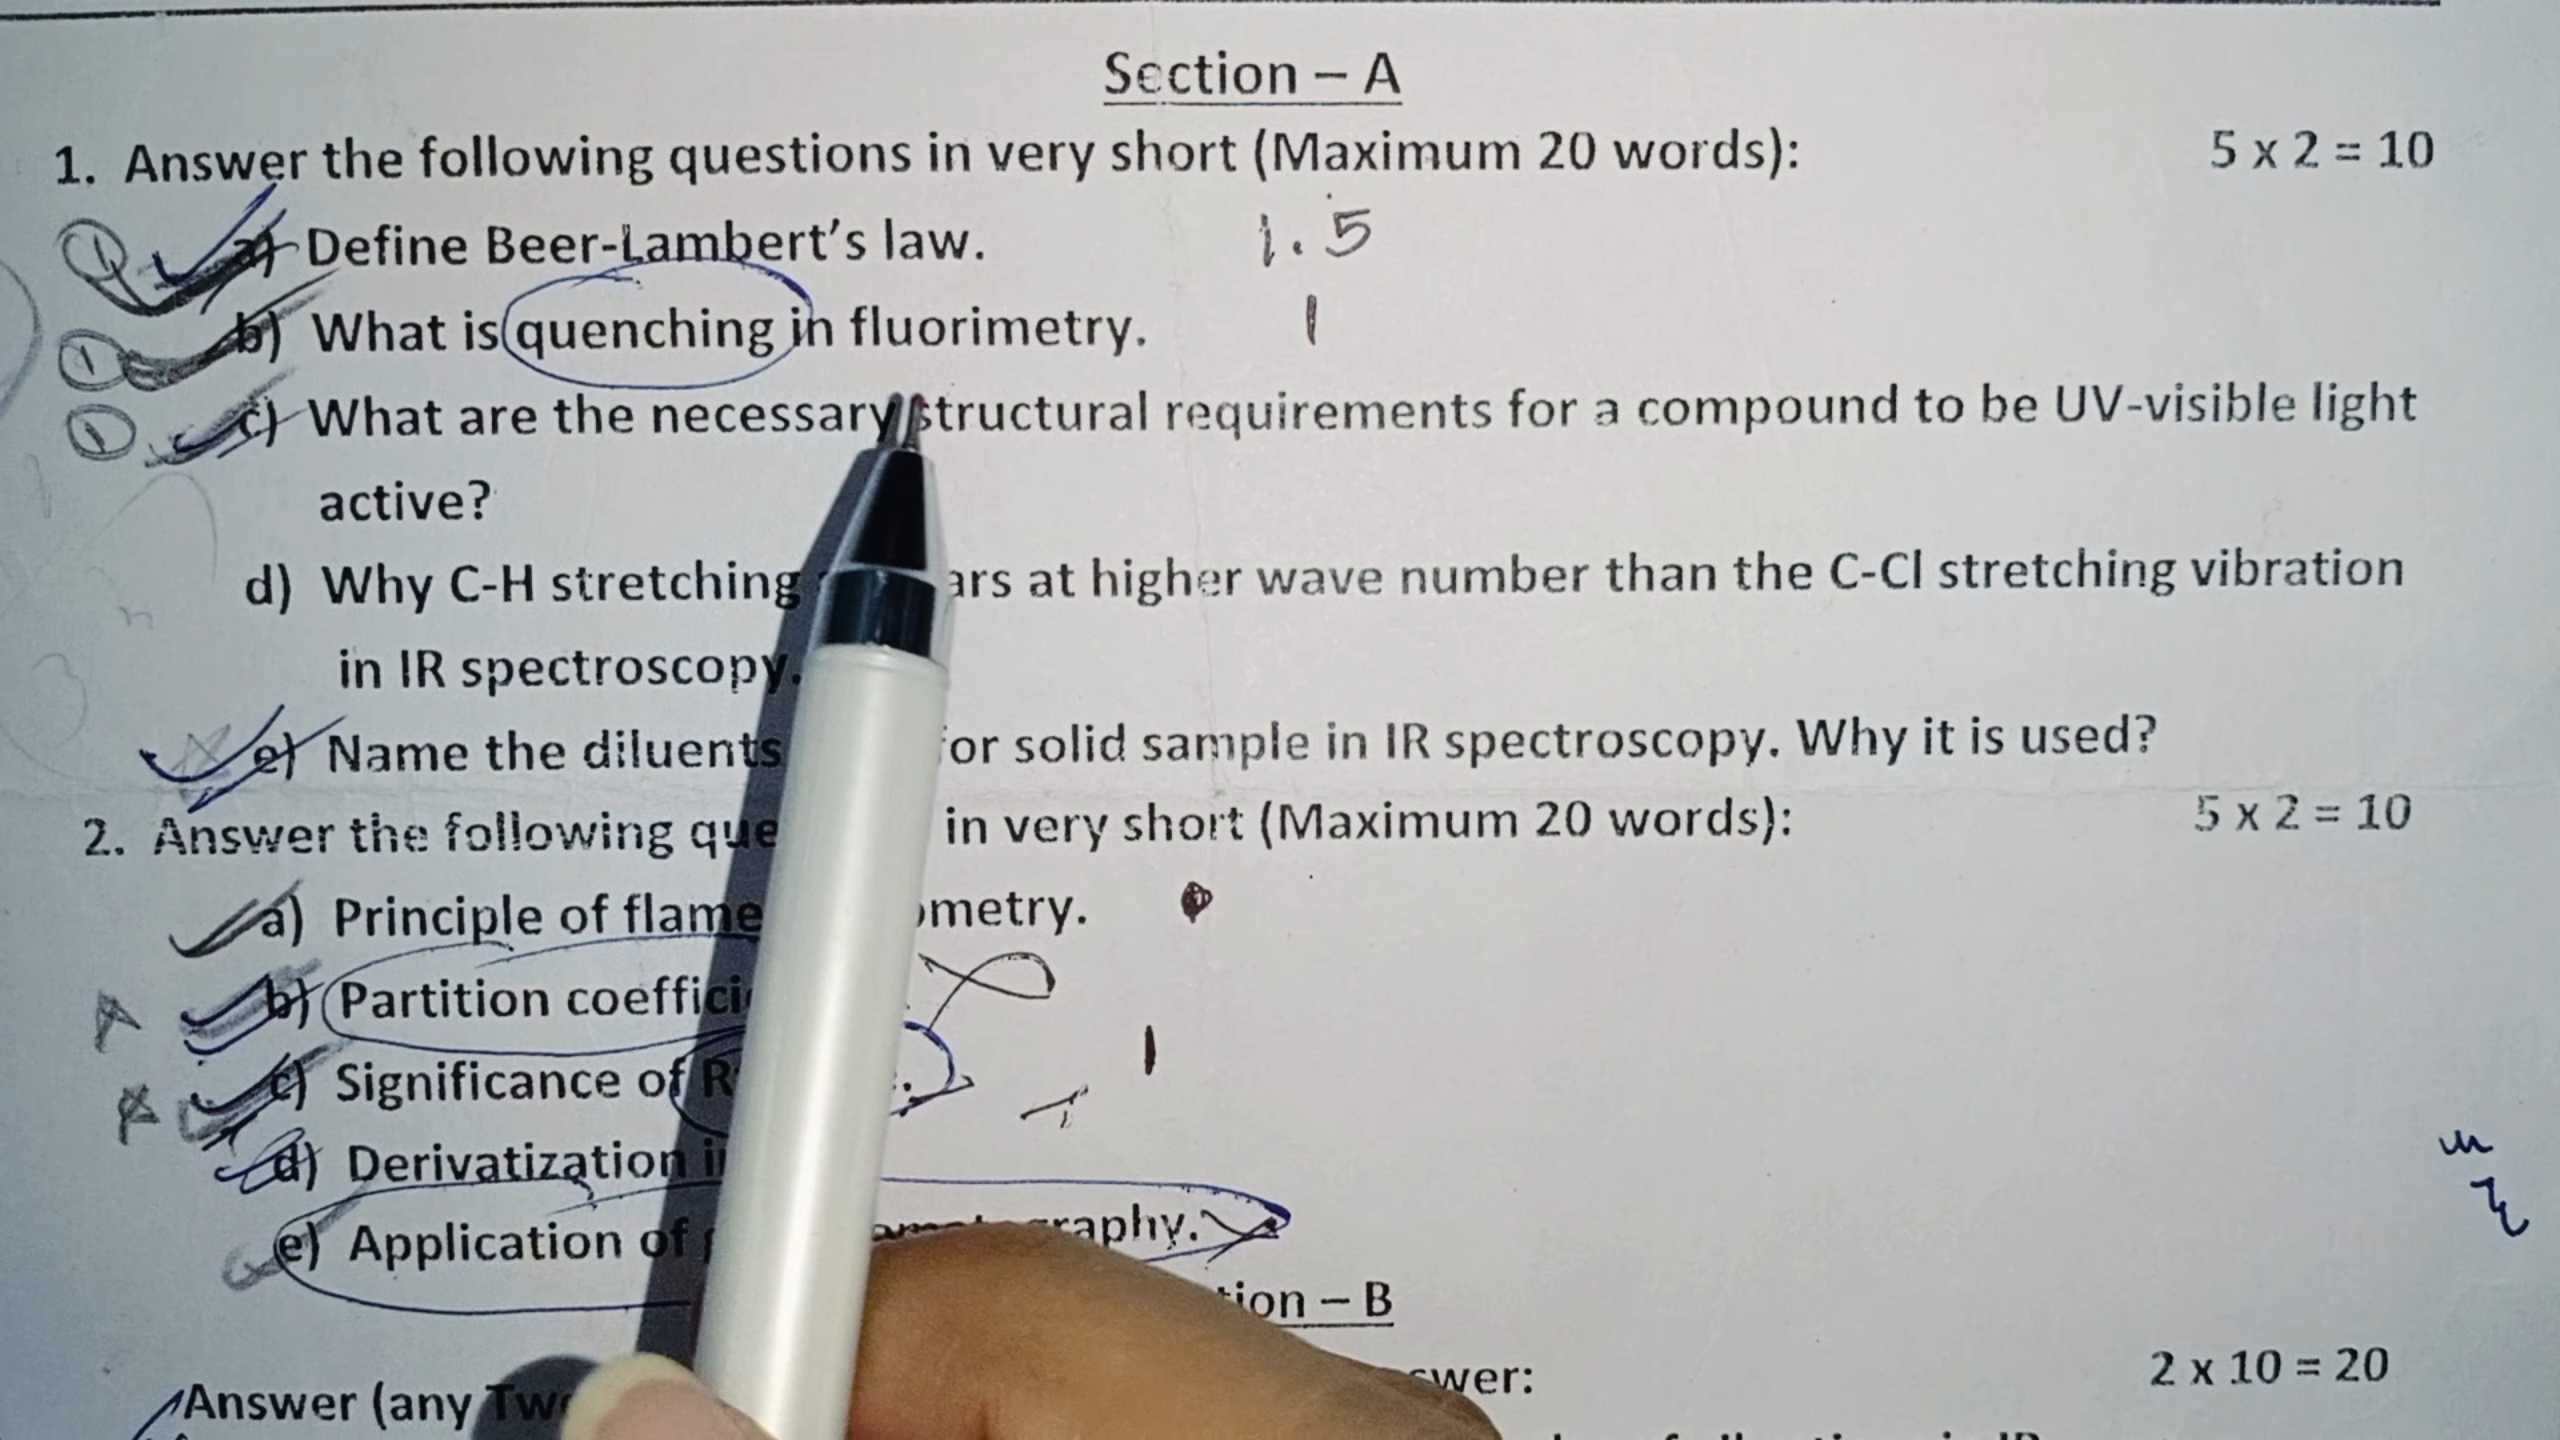 Section – A
1. Answer the following questions in very short (Maximum 20 words): 5 x 2 = 10
a) Define Beer-Lambert's law. 1.5
b) What is quenching in fluorimetry. 1
c) What are the necessary structural requirements for a compound to be UV-visible light
active?
d) Why C-H stretching ars at higher wave number than the C-Cl stretching vibration
in IR spectroscopy.
e) Name the diluents or solid sample in IR spectroscopy. Why it is used?
2. Answer the following que in very short (Maximum 20 words): 5 x 2 = 10
a) Principle of flame ometry.
b) Partition coeffici
c) Significance of R . 1
d) Derivatization i
e) Application of raphy.
tion – B
Answer (any Tw swer: 2 x 10 = 20